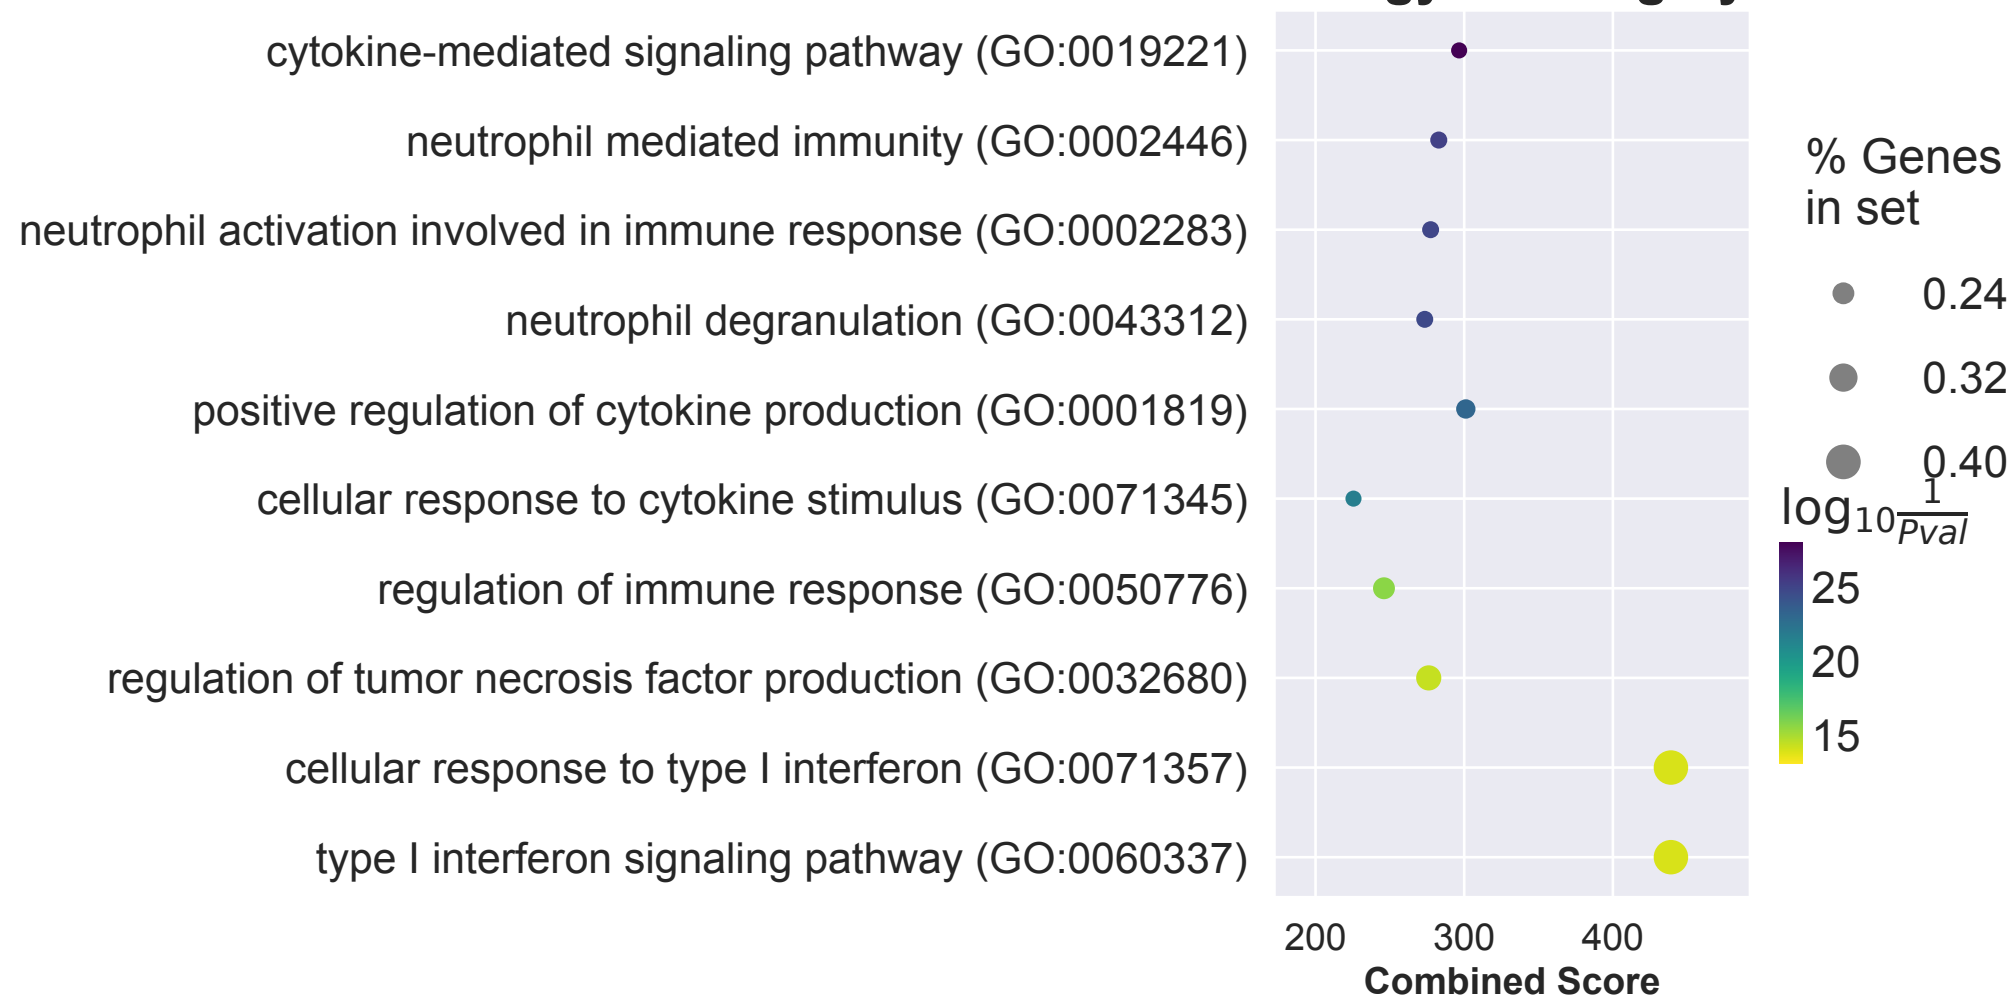 cytokine-mediated signaling pathway (GO:0019221)
neutrophil mediated immunity (GO:0002446)
neutrophil activation involved in immune response (GO:0002283)
neutrophil degranulation (GO:0043312)
positive regulation of cytokine production (GO:0001819)
cellular response to cytokine stimulus (GO:0071345)
regulation of immune response (GO:0050776)
regulation of tumor necrosis factor production (GO:0032680)
cellular response to type I interferon (GO:0071357)
type I interferon signaling pathway (GO:0060337)
200 300 400
Combined Score
% Genes
in set
0.24
0.32
0.40
log₁₀ 1/Pval
25
20
15